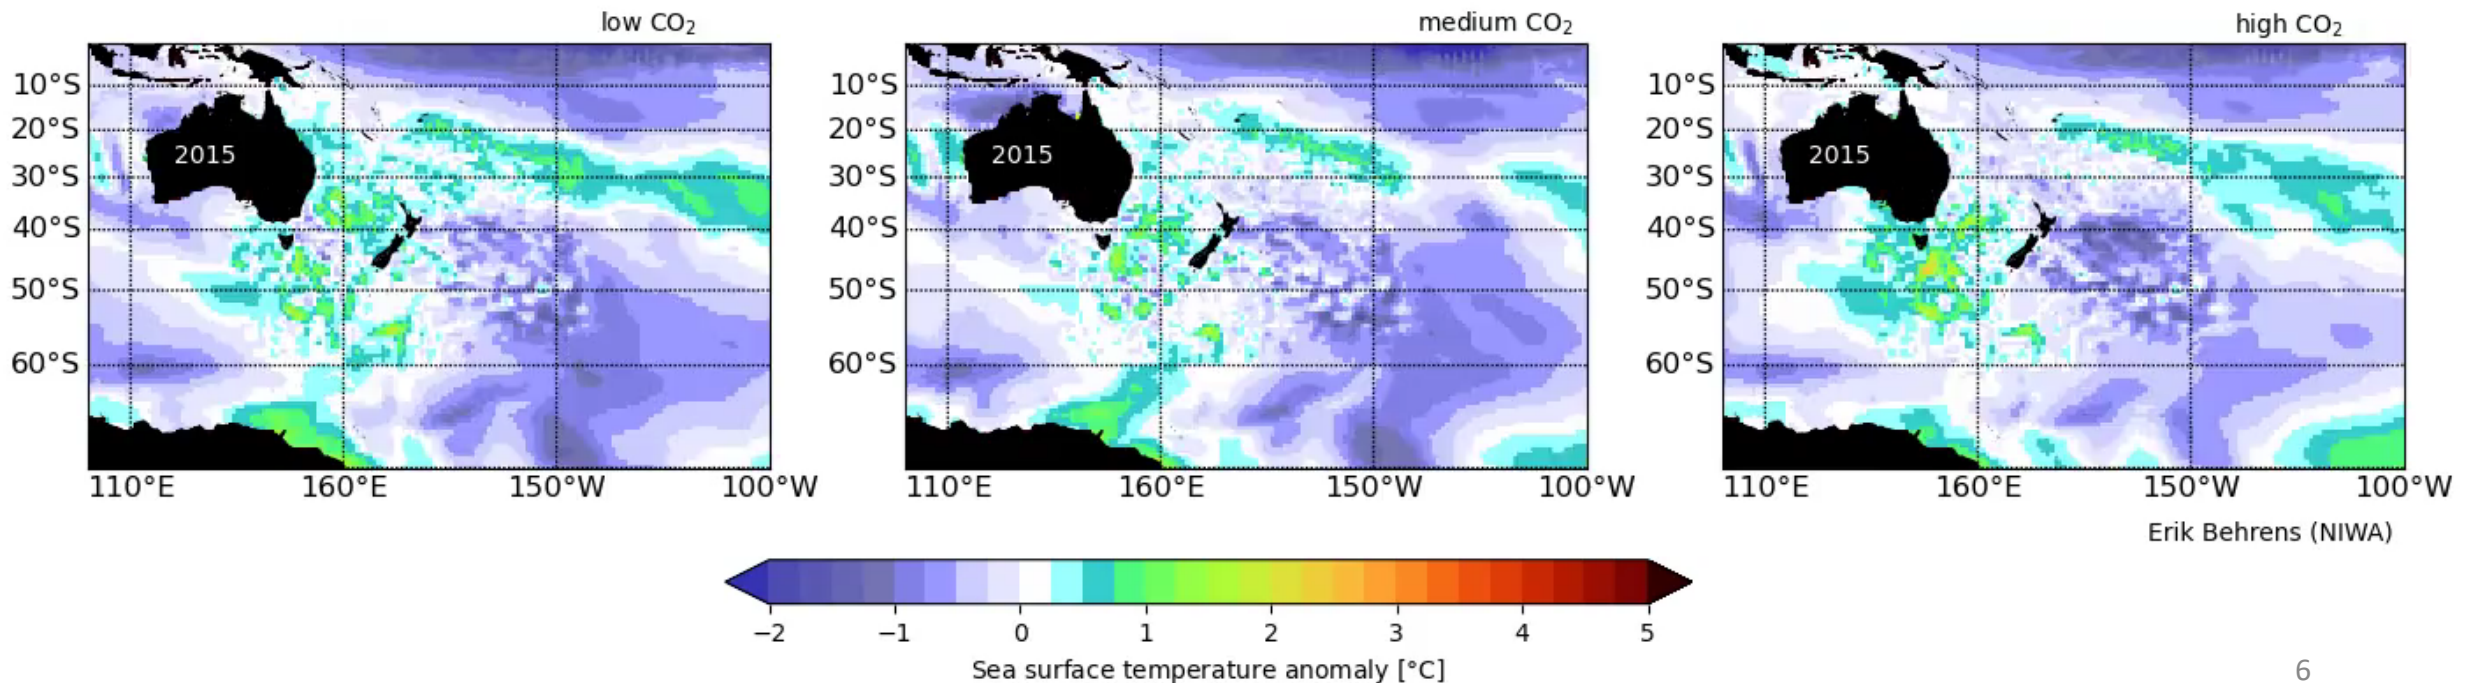 low CO₂
medium CO₂
high CO₂
10°S 10°S 10°S
20°S 20°S 20°S
2015 2015 2015
30°S 30°S 30°S
40°S 40°S 40°S
50°S 50°S 50°S
60°S 60°S 60°S
110°E 160°E 150°W 100°W 110°E 160°E 150°W 100°W 110°E 160°E 150°W 100°W
Erik Behrens (NIWA)
−2 −1 0 1 2 3 4 5
Sea surface temperature anomaly [°C]
6